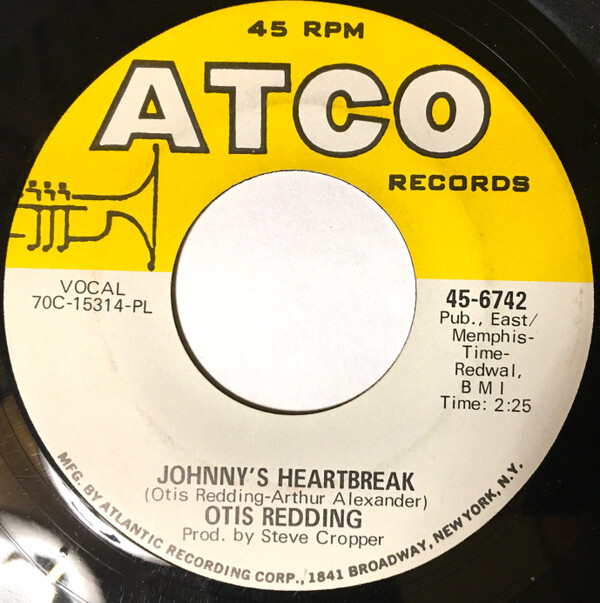 45 RPM
ATCO
RECORDS
VOCAL
70C-15314-PL
45-6742
Pub., East/
Memphis-
Time-
Redwal,
B M I
Time: 2:25
JOHNNY'S HEARTBREAK
(Otis Redding-Arthur Alexander)
OTIS REDDING
Prod. by Steve Cropper
MFG. BY ATLANTIC RECORDING CORP., 1841 BROADWAY, NEW YORK, N.Y.